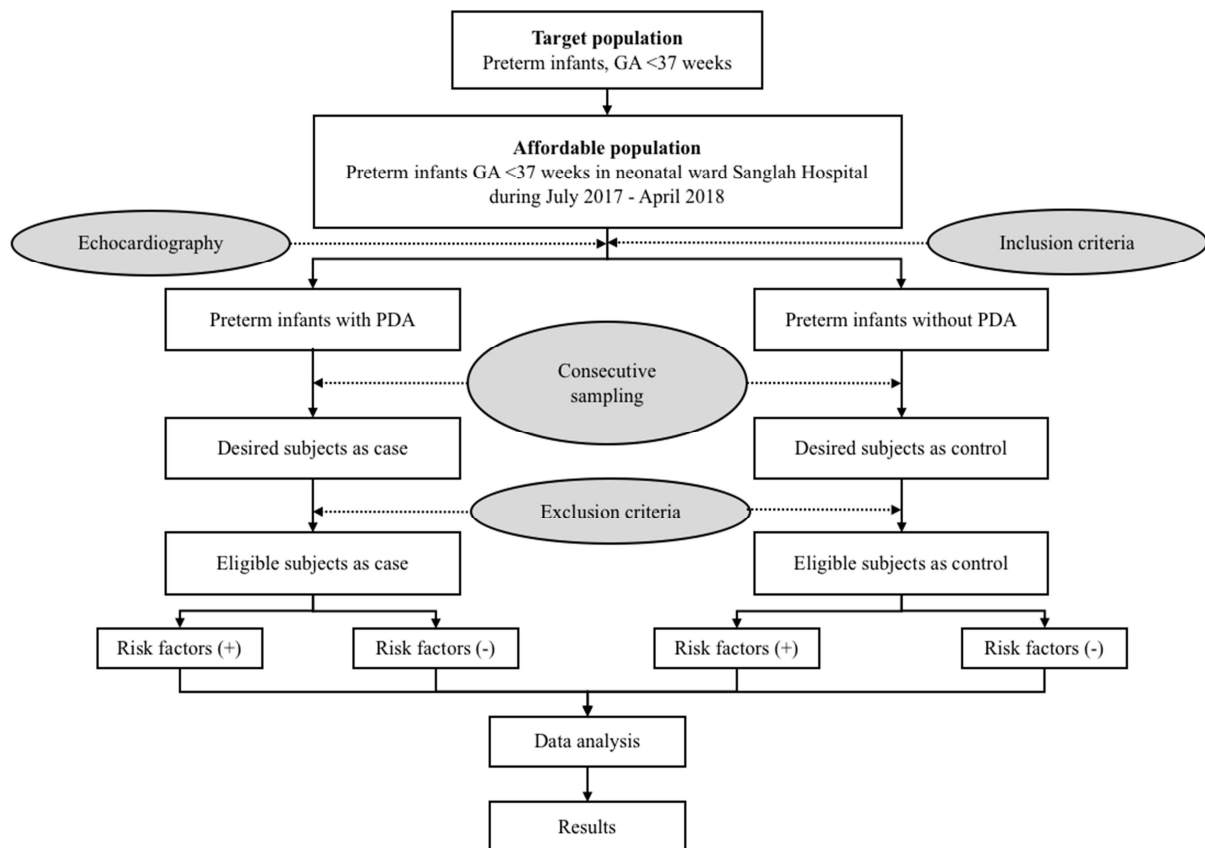 Target population
Preterm infants, GA <37 weeks
Affordable population
Preterm infants GA <37 weeks in neonatal ward Sanglah Hospital
during July 2017 - April 2018
Echocardiography
Inclusion criteria
Preterm infants with PDA
Preterm infants without PDA
Consecutive
sampling
Desired subjects as case
Desired subjects as control
Exclusion criteria
Eligible subjects as case
Eligible subjects as control
Risk factors (+)
Risk factors (-)
Risk factors (+)
Risk factors (-)
Data analysis
Results